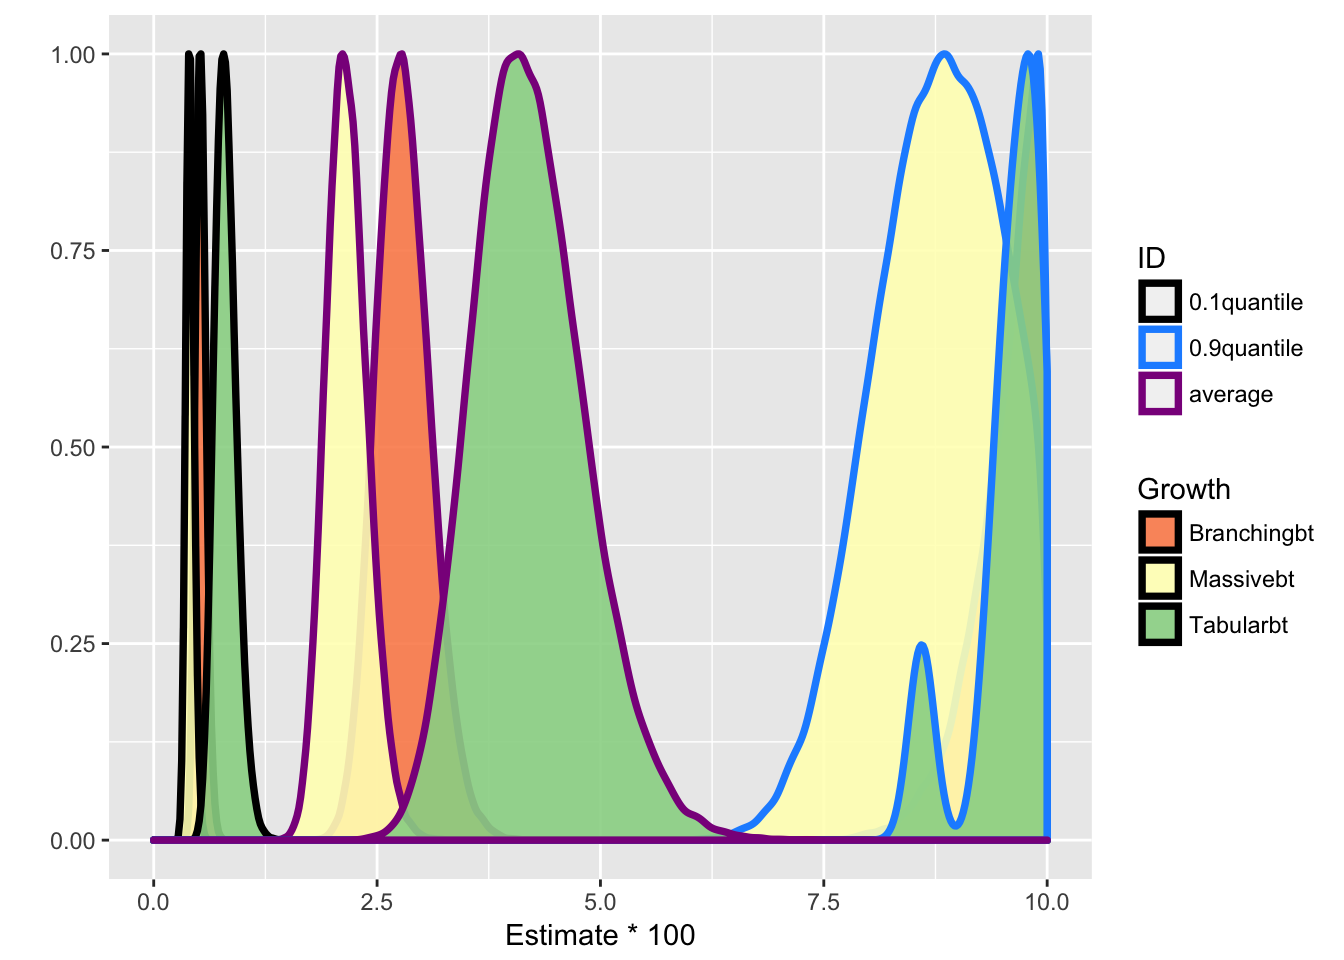 1.00
0.75
0.50
0.25
0.00
0.0 2.5 5.0 7.5 10.0
Estimate * 100
ID
0.1quantile
0.9quantile
average
Growth
Branchingbt
Massivebt
Tabularbt